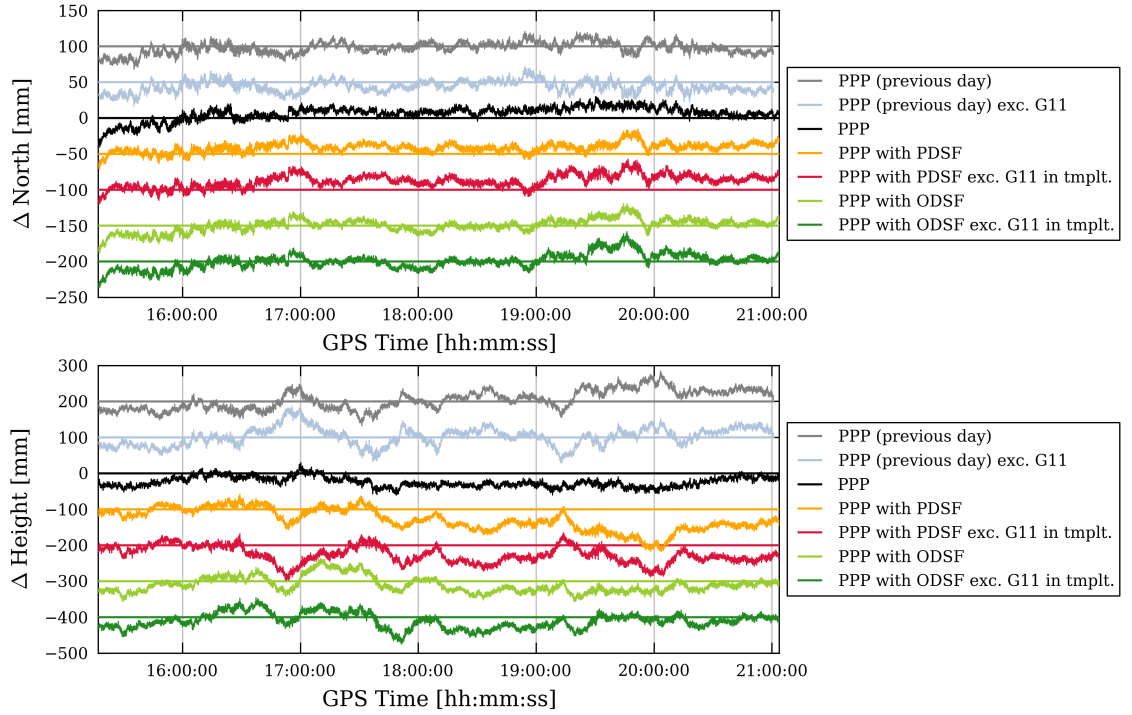 150
100
50
0
−50
−100
−150
−200
−250
Δ North [mm]
16:00:00 17:00:00 18:00:00 19:00:00 20:00:00 21:00:00
GPS Time [hh:mm:ss]
PPP (previous day)
PPP (previous day) exc. G11
PPP
PPP with PDSF
PPP with PDSF exc. G11 in tmplt.
PPP with ODSF
PPP with ODSF exc. G11 in tmplt.
300
200
100
0
−100
−200
−300
−400
−500
Δ Height [mm]
16:00:00 17:00:00 18:00:00 19:00:00 20:00:00 21:00:00
GPS Time [hh:mm:ss]
PPP (previous day)
PPP (previous day) exc. G11
PPP
PPP with PDSF
PPP with PDSF exc. G11 in tmplt.
PPP with ODSF
PPP with ODSF exc. G11 in tmplt.